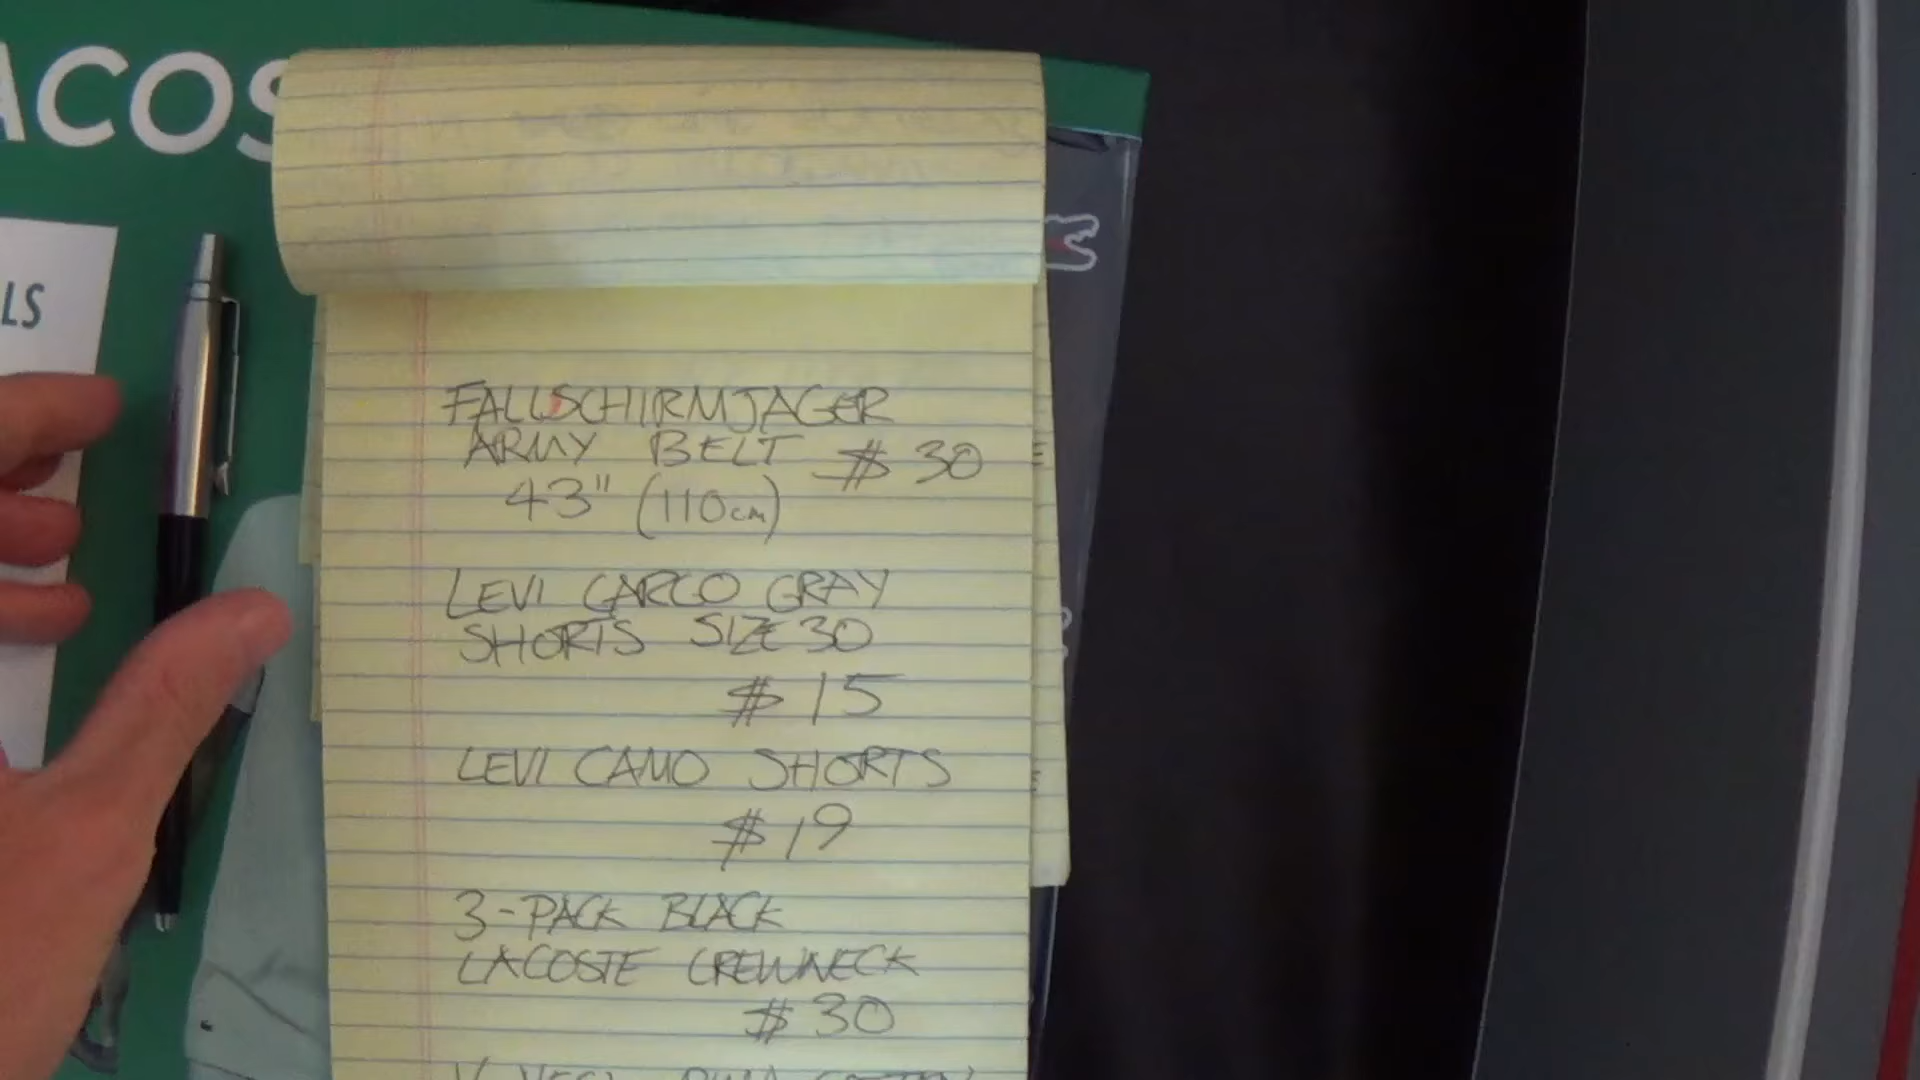 ACOS
LS
FALLSCHIRMJAGER
ARMY BELT $30
43" (110cm)
LEVI CARGO GRAY
SHORTS SIZE 30
$15
LEVI CAMO SHORTS
$19
3-PACK BLACK
LACOSTE CREWNECK
$30